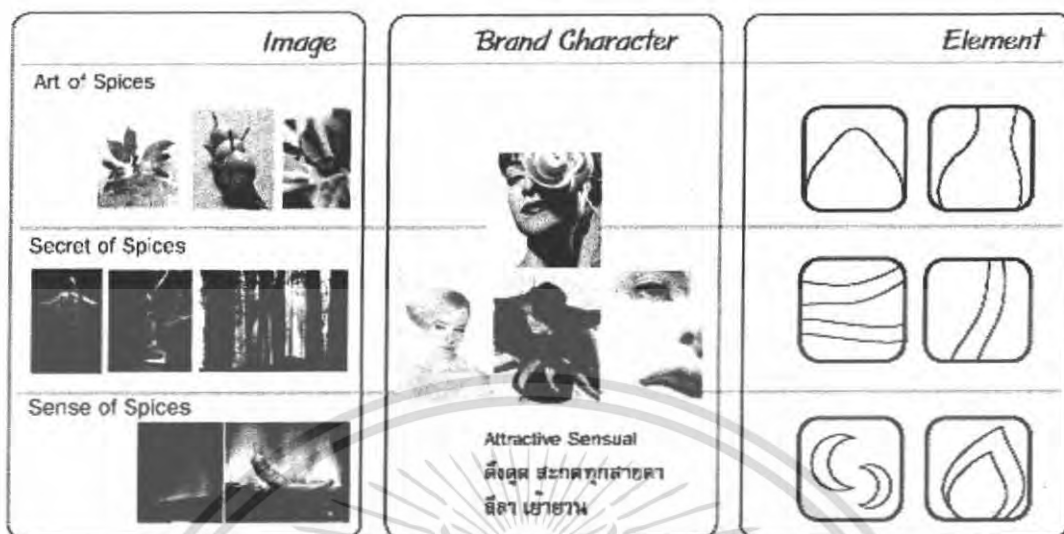 Image
Brand Character
Element
Art of Spices
Secret of Spices
Sense of Spices
Attractive Sensual
ดึงดูด สะกดทุกสายตา
ลีลา เย้ายวน